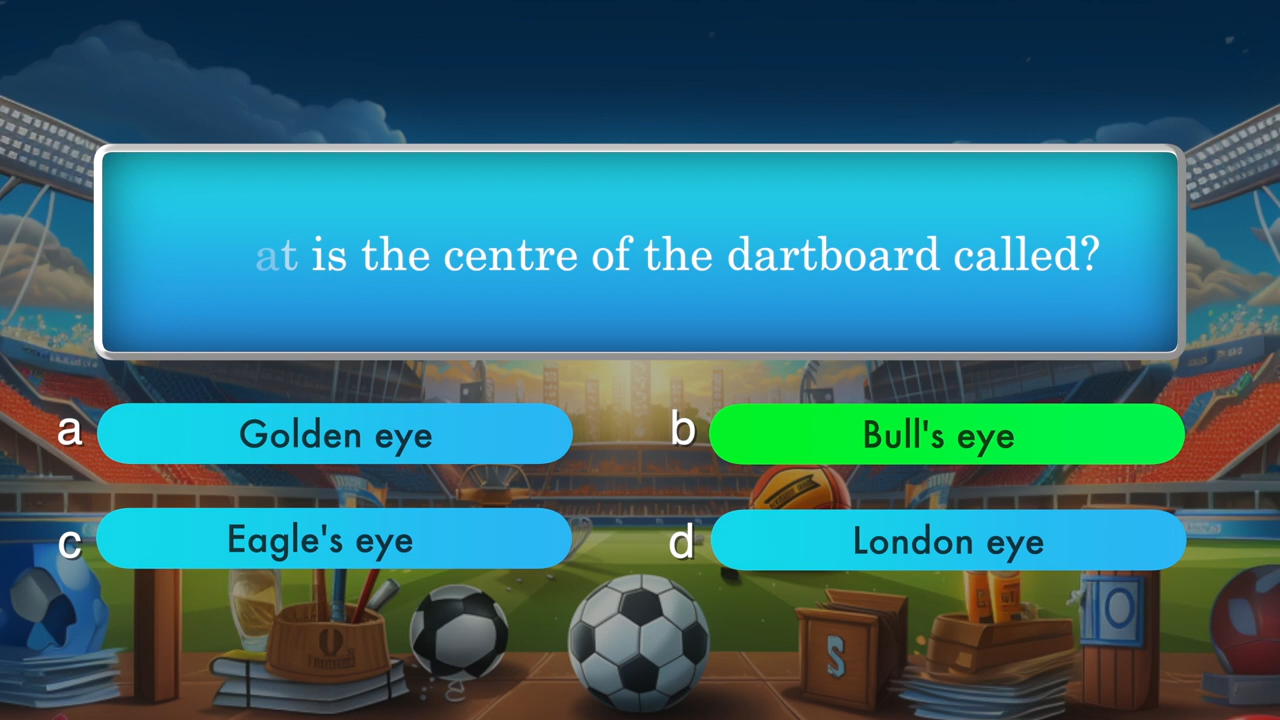 at is the centre of the dartboard called?
a Golden eye
b Bull's eye
c Eagle's eye
d London eye
S